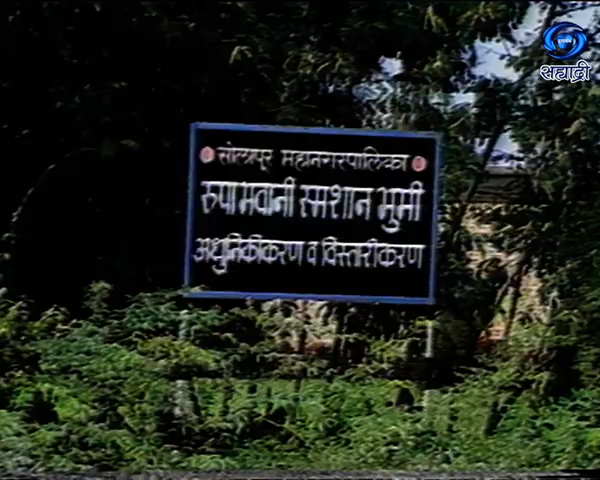 सह्याद्री
सोलापूर महानगरपालिका
रुपाभवानी स्मशान भुमी
अधुनिकीकरण व विस्तारीकरण